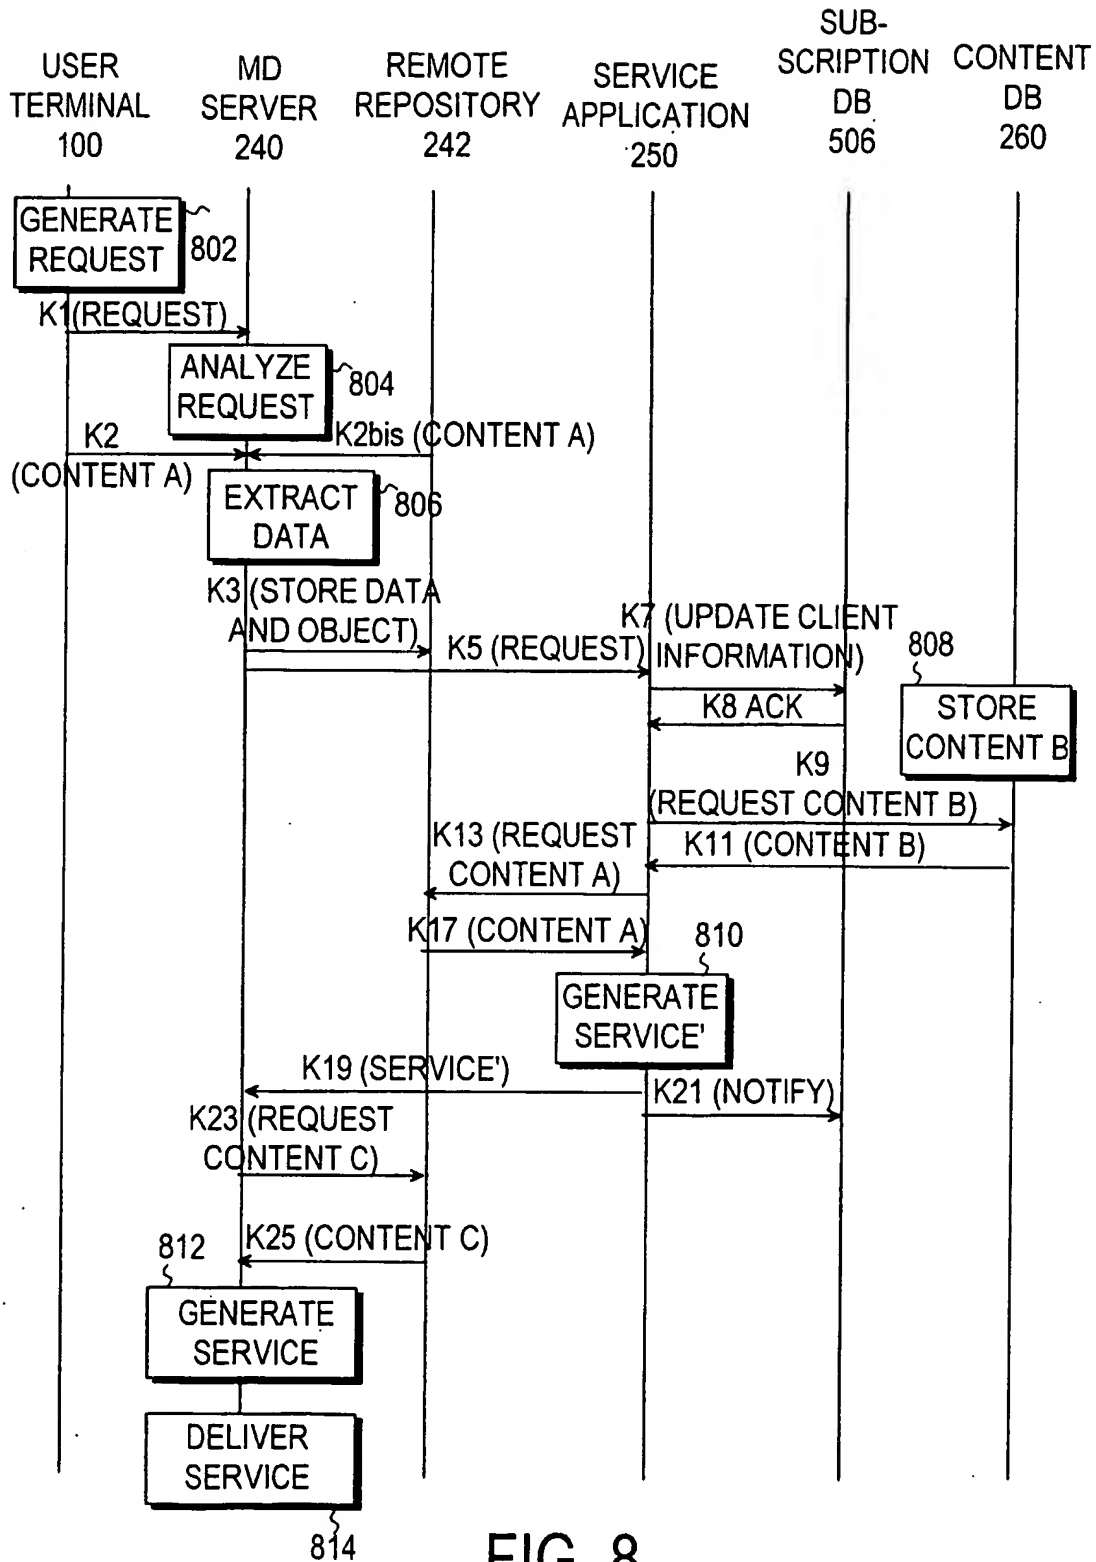 USER
TERMINAL
100
MD
SERVER
240
REMOTE
REPOSITORY
242
SERVICE
APPLICATION
250
SUB-
SCRIPTION
DB
506
CONTENT
DB
260
GENERATE
REQUEST
802
K1(REQUEST)
ANALYZE
REQUEST
804
K2
(CONTENT A)
K2bis (CONTENT A)
EXTRACT
DATA
806
K3 (STORE DATA
AND OBJECT)
K5 (REQUEST)
K7 (UPDATE CLIENT
INFORMATION)
K8 ACK
808
STORE
CONTENT B
K9
(REQUEST CONTENT B)
K11 (CONTENT B)
K13 (REQUEST
CONTENT A)
K17 (CONTENT A)
810
GENERATE
SERVICE'
K19 (SERVICE')
K21 (NOTIFY)
K23 (REQUEST
CONTENT C)
K25 (CONTENT C)
812
GENERATE
SERVICE
DELIVER
SERVICE
814
FIG. 8